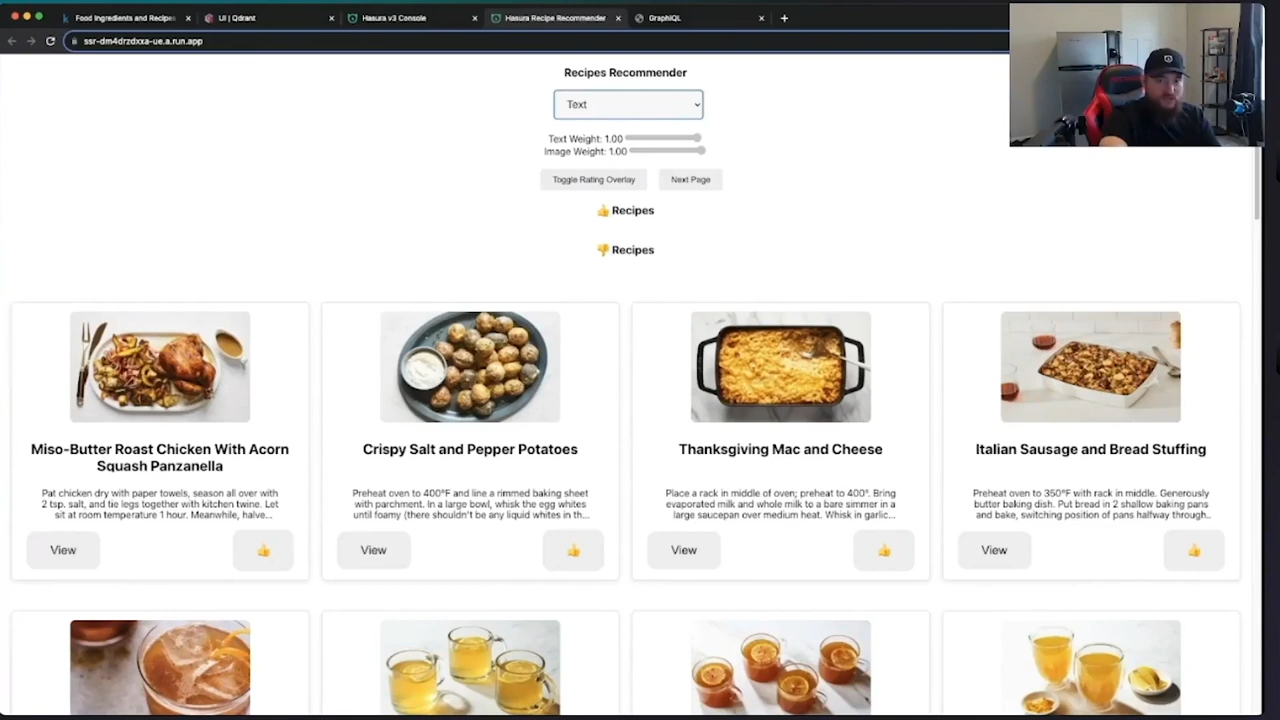 Food Ingredients and Recipes
UI | Qdrant
Hasura v3 Console
Hasura Recipe Recommender
GraphiQL
ssr-dm4drzdxxa-ue.a.run.app
Recipes Recommender
Text
Text Weight: 1.00
Image Weight: 1.00
Toggle Rating Overlay
Next Page
👍 Recipes
👎 Recipes
Miso-Butter Roast Chicken With Acorn
Squash Panzanella
Pat chicken dry with paper towels, season all over with
2 tsp. salt, and tie legs together with kitchen twine. Let
sit at room temperature 1 hour. Meanwhile, halve...
View
👍
Crispy Salt and Pepper Potatoes
Preheat oven to 400°F and line a rimmed baking sheet
with parchment. In a large bowl, whisk the egg whites
until foamy (there shouldn't be any liquid whites in th...
View
👍
Thanksgiving Mac and Cheese
Place a rack in middle of oven; preheat to 400°. Bring
evaporated milk and whole milk to a bare simmer in a
large saucepan over medium heat. Whisk in garlic...
View
👍
Italian Sausage and Bread Stuffing
Preheat oven to 350°F with rack in middle. Generously
butter baking dish. Put bread in 2 shallow baking pans
and bake, switching position of pans halfway through..
View
👍